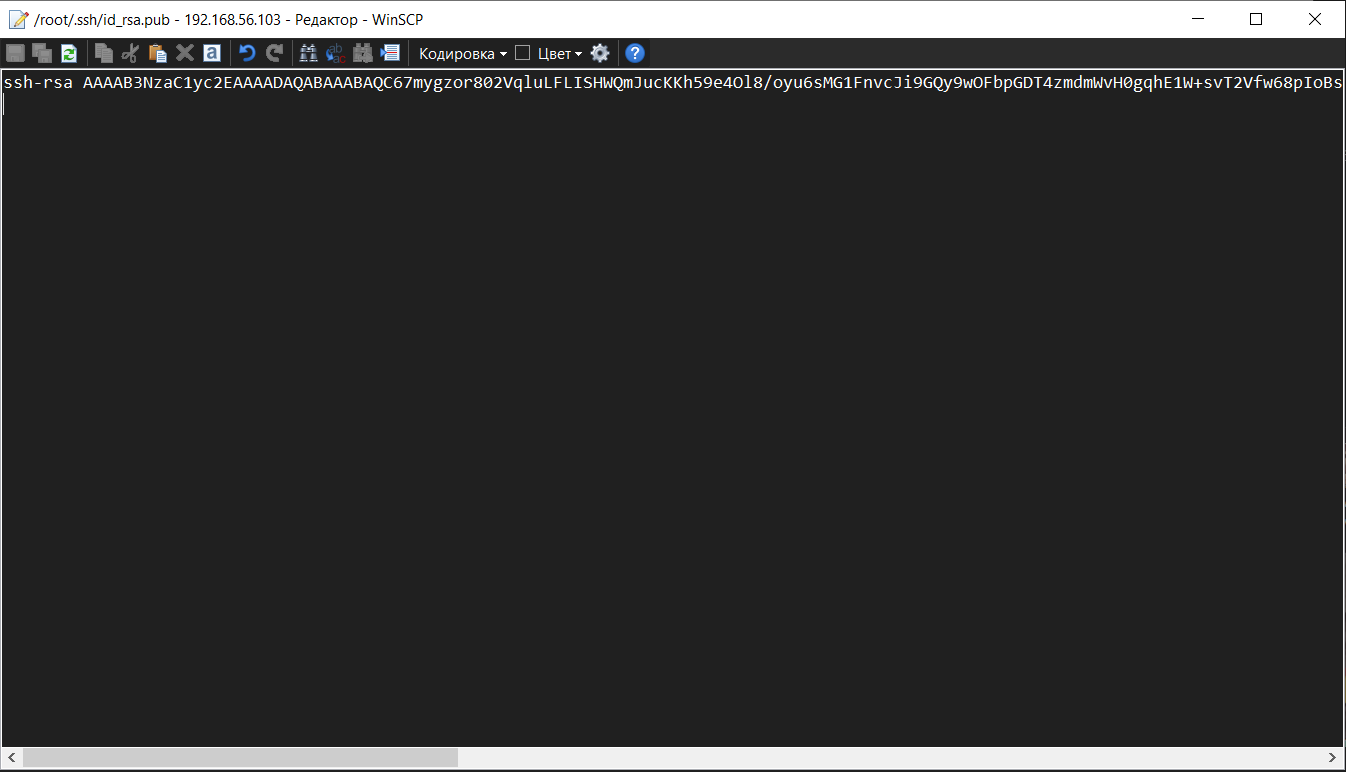 /root/.ssh/id_rsa.pub - 192.168.56.103 - Редактор - WinSCP
Кодировка Цвет
ssh-rsa AAAAB3NzaC1yc2EAAAADAQABAAABAQC67mygzor802VqluLFLISHWQmJucKKh59e4Ol8/oyu6sMG1FnvcJi9GQy9wOFbpGDT4zmdmWvH0gqhE1W+svT2Vfw68pIoBs